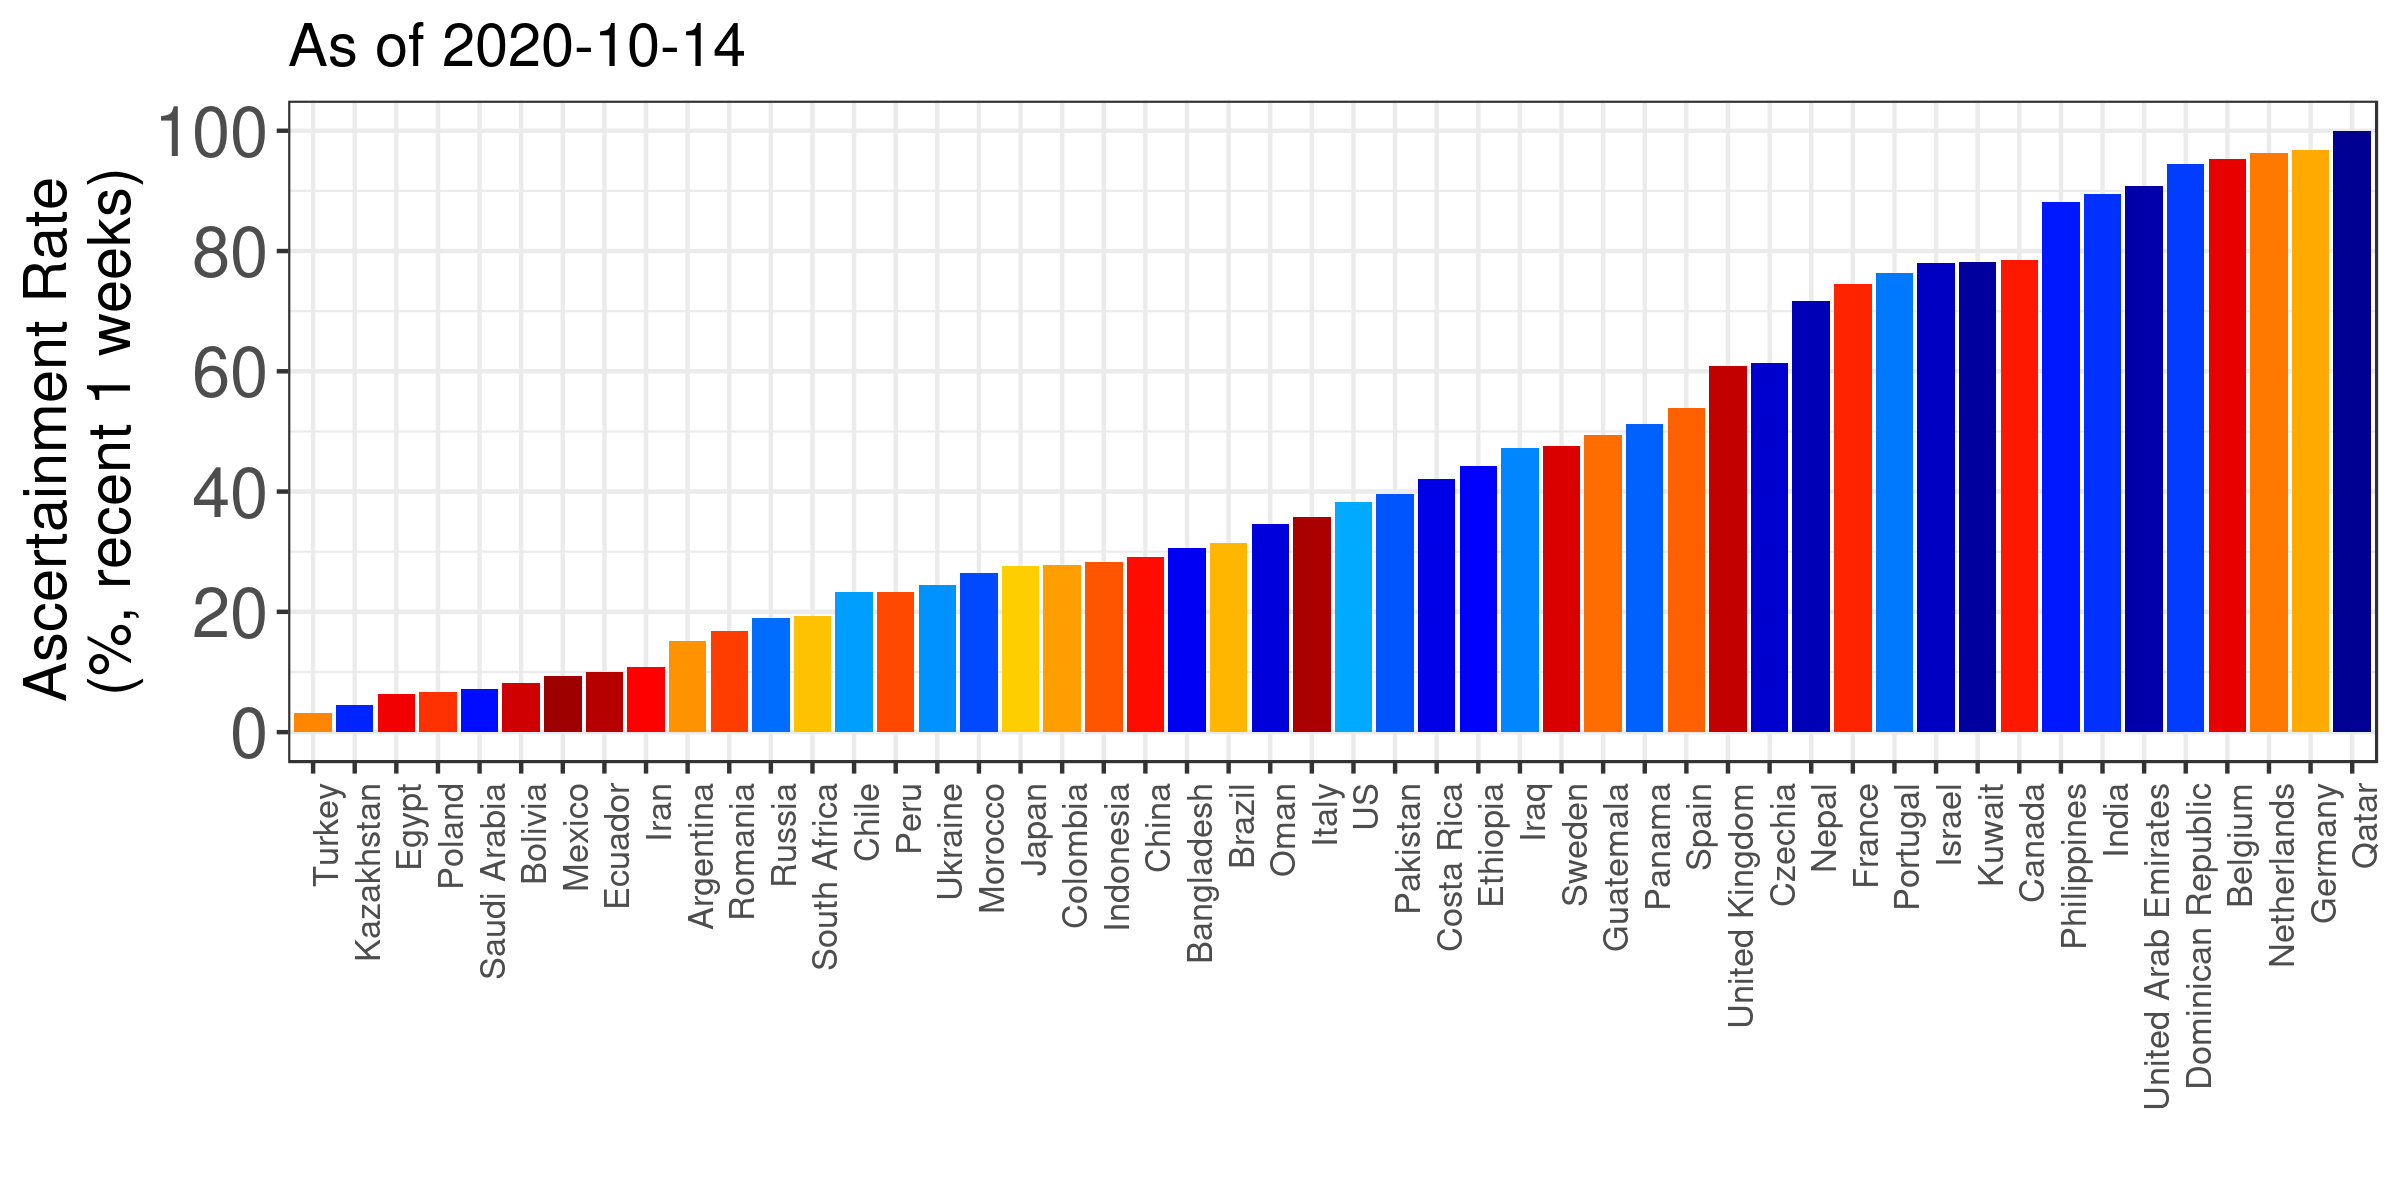 As of 2020-10-14
Ascertainment Rate
(%, recent 1 weeks)
100
80
60
40
20
0
Turkey
Kazakhstan
Egypt
Poland
Saudi Arabia
Bolivia
Mexico
Ecuador
Iran
Argentina
Romania
Russia
South Africa
Chile
Peru
Ukraine
Morocco
Japan
Colombia
Indonesia
China
Bangladesh
Brazil
Oman
Italy
US
Pakistan
Costa Rica
Ethiopia
Iraq
Sweden
Guatemala
Panama
Spain
United Kingdom
Czechia
Nepal
France
Portugal
Israel
Kuwait
Canada
Philippines
India
United Arab Emirates
Dominican Republic
Belgium
Netherlands
Germany
Qatar